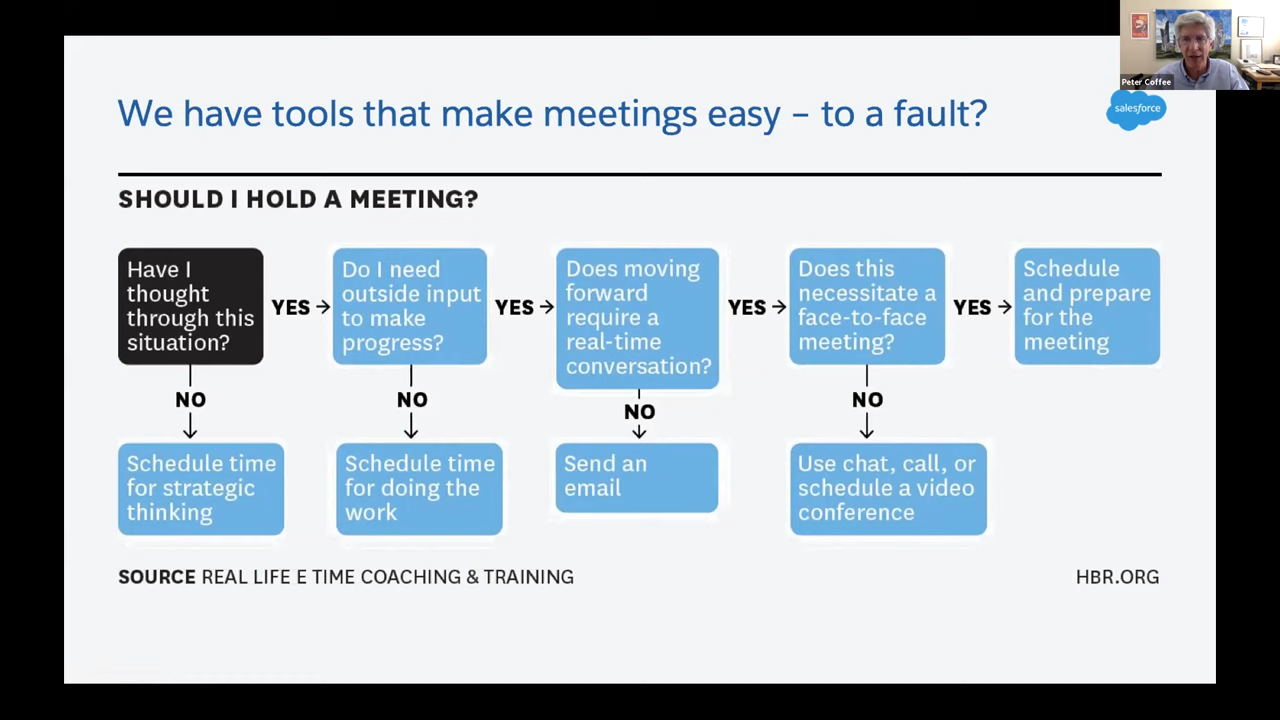 Peter Coffee
We have tools that make meetings easy – to a fault?
salesforce
SHOULD I HOLD A MEETING?
Have I
thought
through this
situation?
YES
Do I need
outside input
to make
progress?
YES
Does moving
forward
require a
real-time
conversation?
YES
Does this
necessitate a
face-to-face
meeting?
YES
Schedule
and prepare
for the
meeting
NO
NO
NO
NO
Schedule time
for strategic
thinking
Schedule time
for doing the
work
Send an
email
Use chat, call, or
schedule a video
conference
SOURCE REAL LIFE E TIME COACHING & TRAINING
HBR.ORG